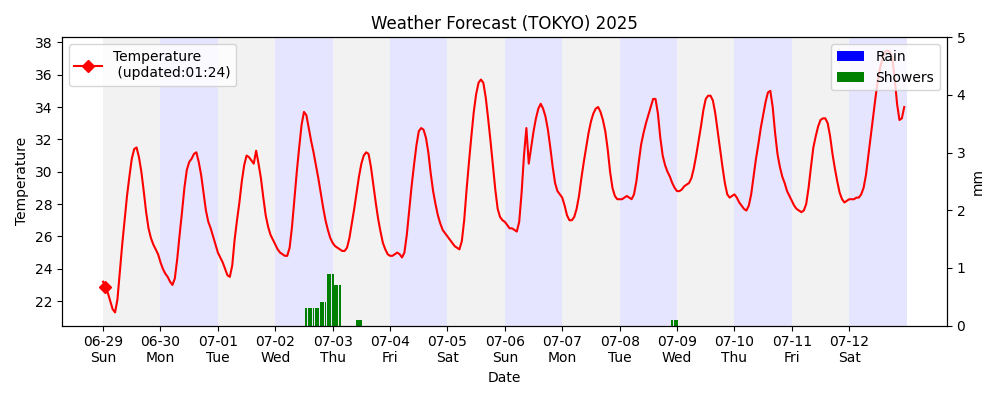 Weather Forecast (TOKYO) 2025
Temperature
(updated:01:24)
Rain
Showers
38
36
34
32
30
28
26
24
22
Temperature
5
4
3
2
1
0
mm
06-29 06-30 07-01 07-02 07-03 07-04 07-05 07-06 07-07 07-08 07-09 07-10 07-11 07-12
Sun Mon Tue Wed Thu Fri Sat Sun Mon Tue Wed Thu Fri Sat
Date